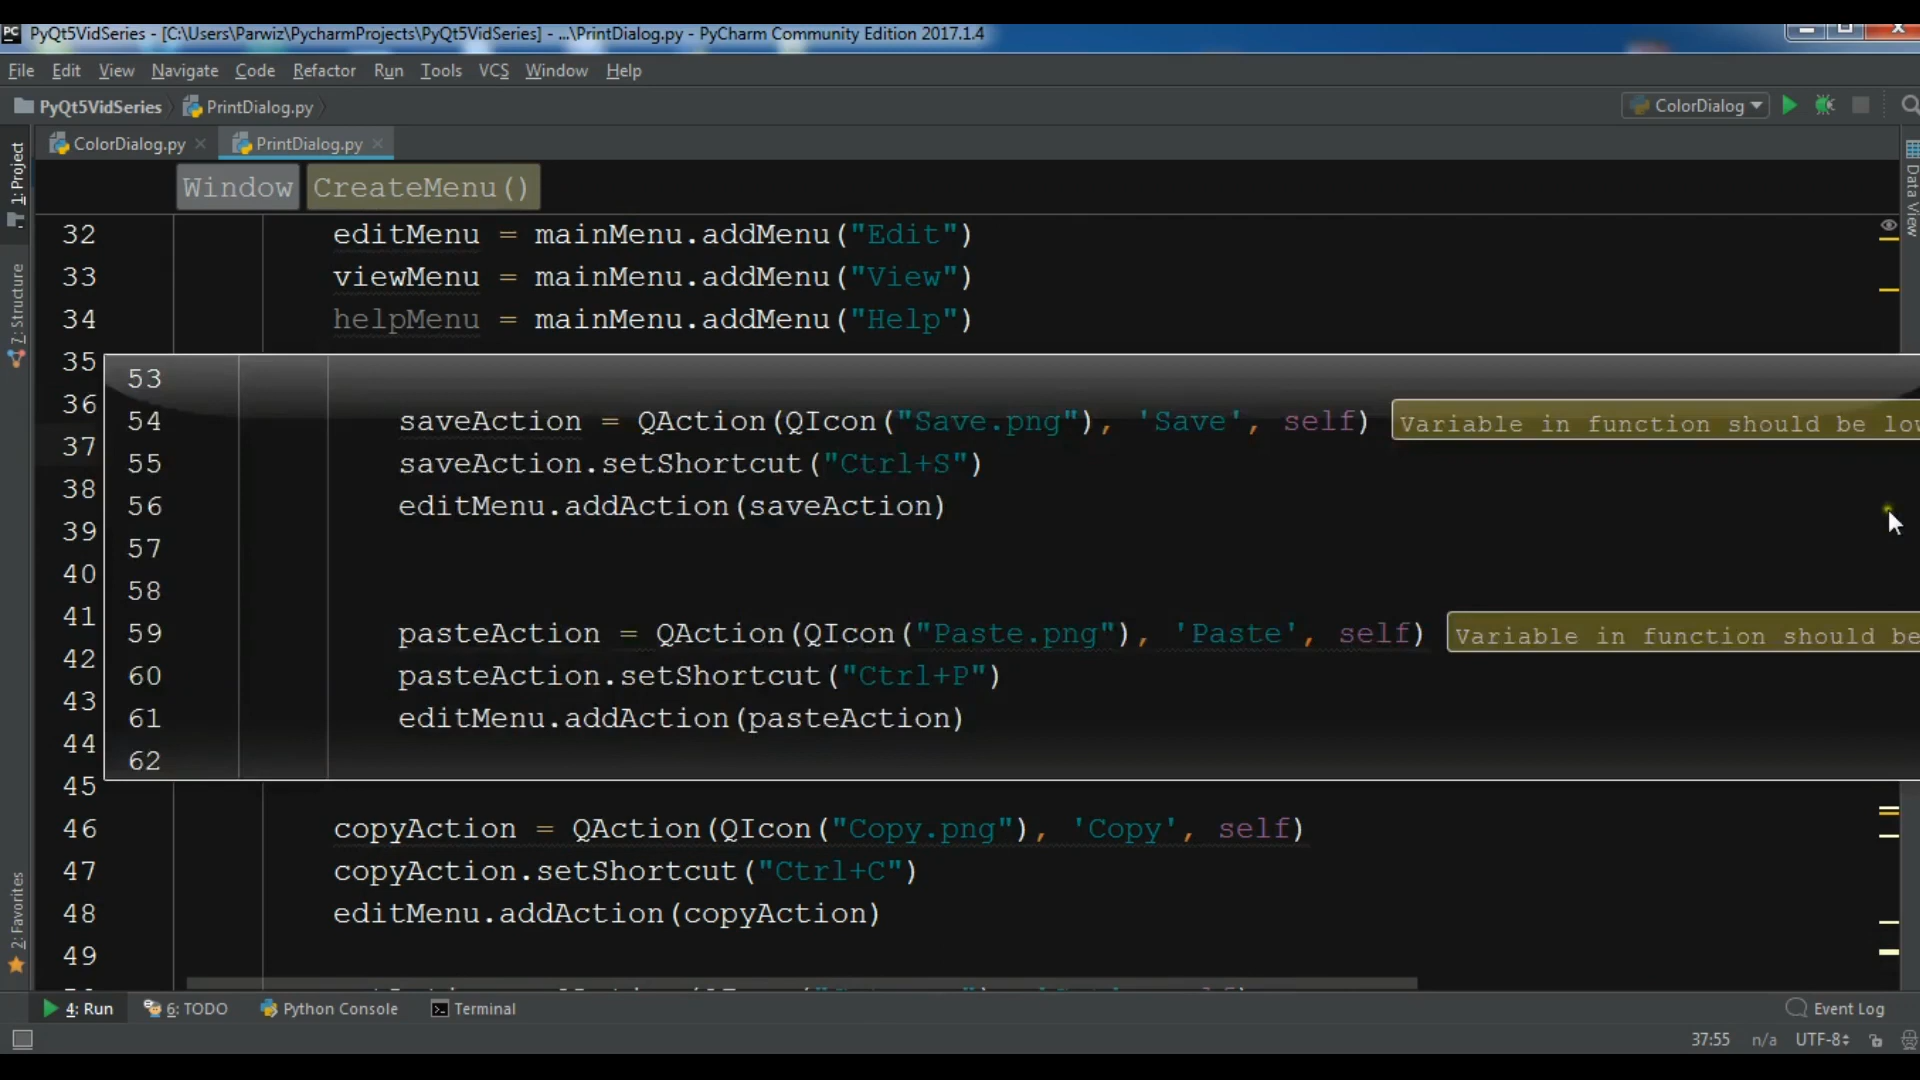 PyQt5VidSeries - [C:\Users\Parwiz\PycharmProjects\PyQt5VidSeries] - ...\PrintDialog.py - PyCharm Community Edition 2017.1.4
File Edit View Navigate Code Refactor Run Tools VCS Window Help
PyQt5VidSeries PrintDialog.py ColorDialog
1: Project
7: Structure
2: Favorites
Data View
ColorDialog.py PrintDialog.py
Window CreateMenu()
32 editMenu = mainMenu.addMenu("Edit")
33 viewMenu = mainMenu.addMenu("View")
34 helpMenu = mainMenu.addMenu("Help")
35
36
37
38
39
40
41
42
43
44
45
53
54 saveAction = QAction(QIcon("Save.png"), 'Save', self) Variable in function should be low
55 saveAction.setShortcut("Ctrl+S")
56 editMenu.addAction(saveAction)
57
58
59 pasteAction = QAction(QIcon("Paste.png"), 'Paste', self) Variable in function should be
60 pasteAction.setShortcut("Ctrl+P")
61 editMenu.addAction(pasteAction)
62
46 copyAction = QAction(QIcon("Copy.png"), 'Copy', self)
47 copyAction.setShortcut("Ctrl+C")
48 editMenu.addAction(copyAction)
49
4: Run 6: TODO Python Console Terminal Event Log
37:55 n/a UTF-8